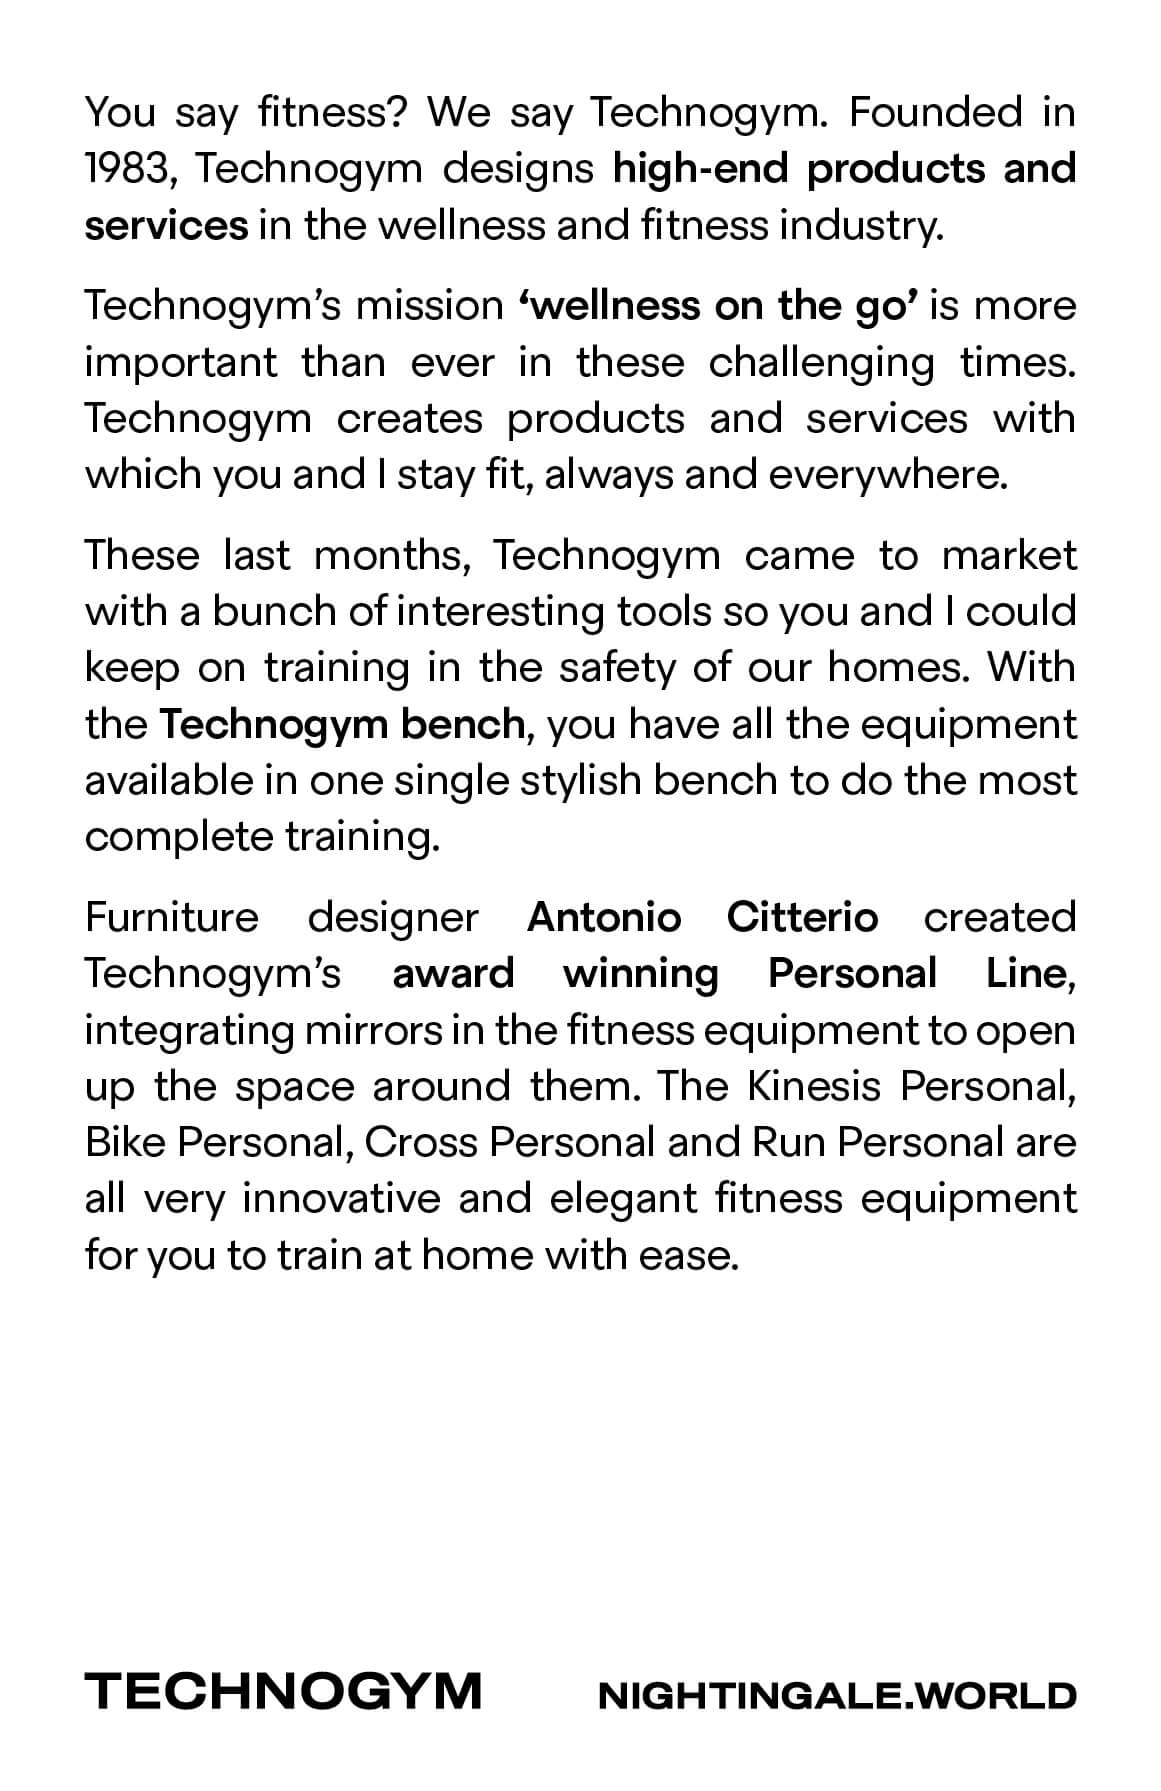 You say fitness? We say Technogym. Founded in
1983, Technogym designs high-end products and
services in the wellness and fitness industry.
Technogym’s mission ‘wellness on the go’ is more
important than ever in these challenging times.
Technogym creates products and services with
which you and I stay fit, always and everywhere.
These last months, Technogym came to market
with a bunch of interesting tools so you and I could
keep on training in the safety of our homes. With
the Technogym bench, you have all the equipment
available in one single stylish bench to do the most
complete training.
Furniture designer Antonio Citterio created
Technogym’s award winning Personal Line,
integrating mirrors in the fitness equipment to open
up the space around them. The Kinesis Personal,
Bike Personal, Cross Personal and Run Personal are
all very innovative and elegant fitness equipment
for you to train at home with ease.
TECHNOGYM
NIGHTINGALE.WORLD